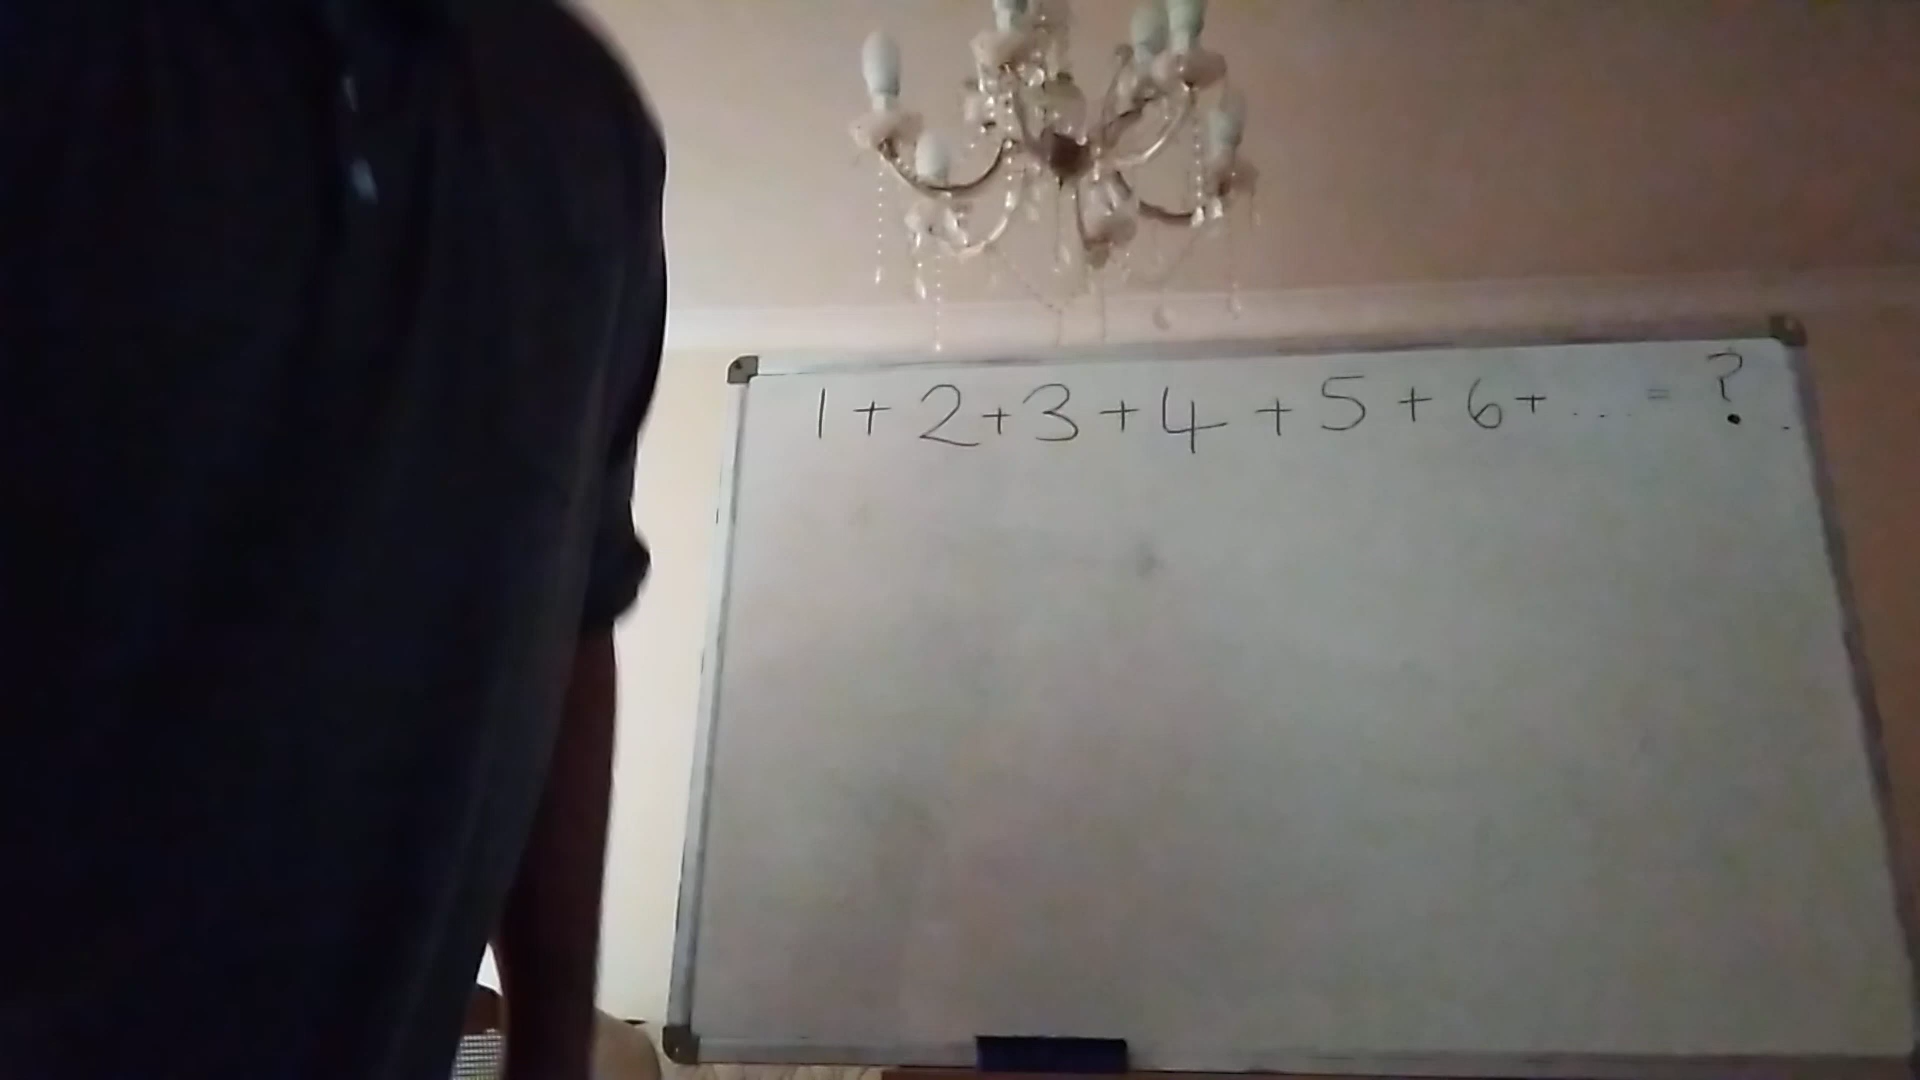 1 + 2 + 3 + 4 + 5 + 6 + ... = ?